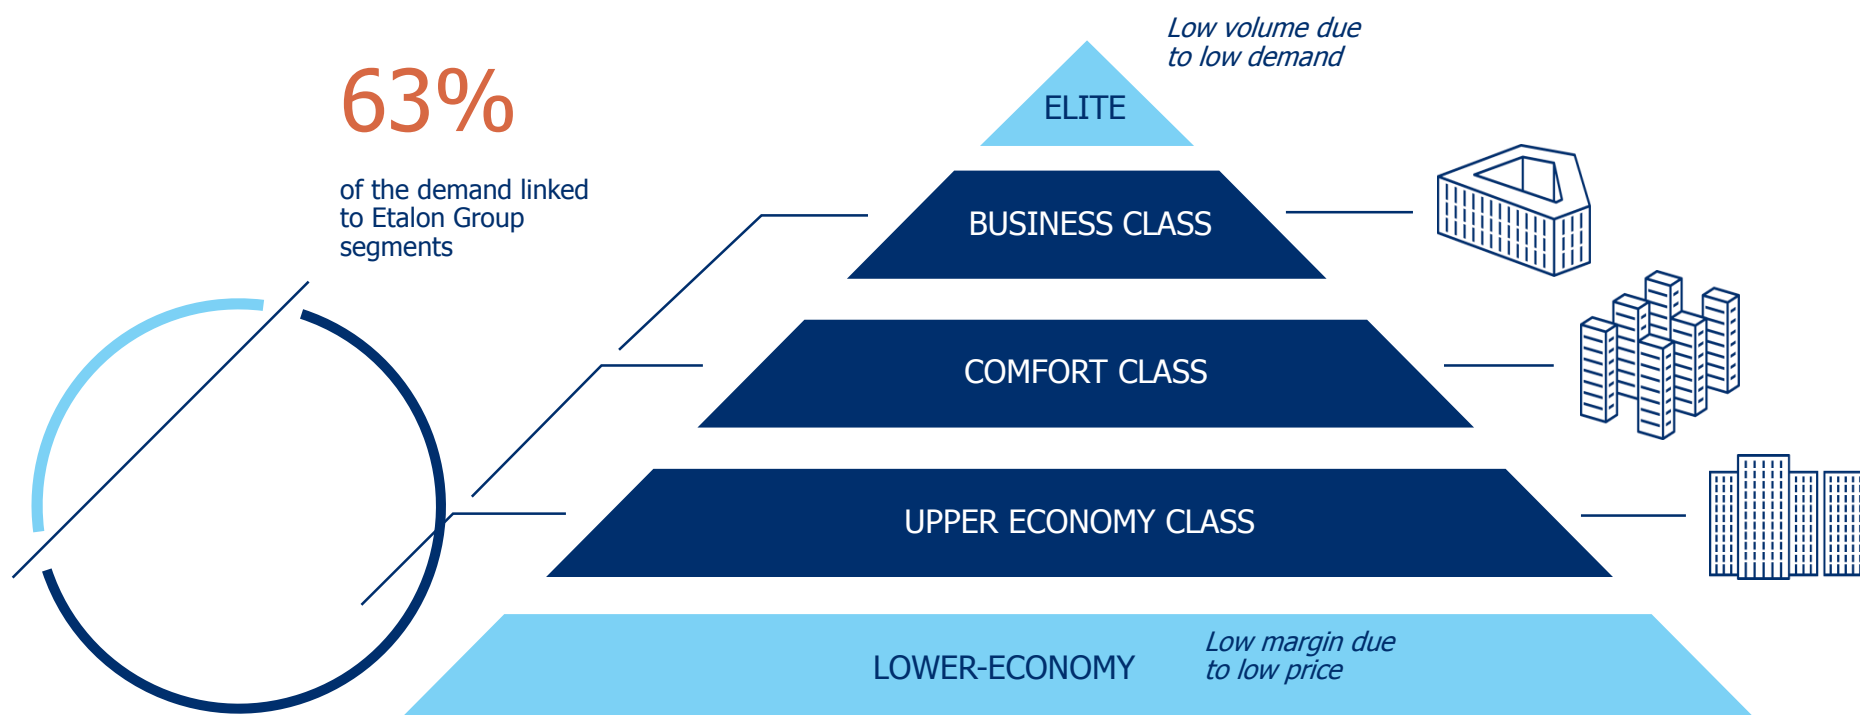 63%
of the demand linked
to Etalon Group
segments
Low volume due
to low demand
ELITE
BUSINESS CLASS
COMFORT CLASS
UPPER ECONOMY CLASS
LOWER-ECONOMY
Low margin due
to low price